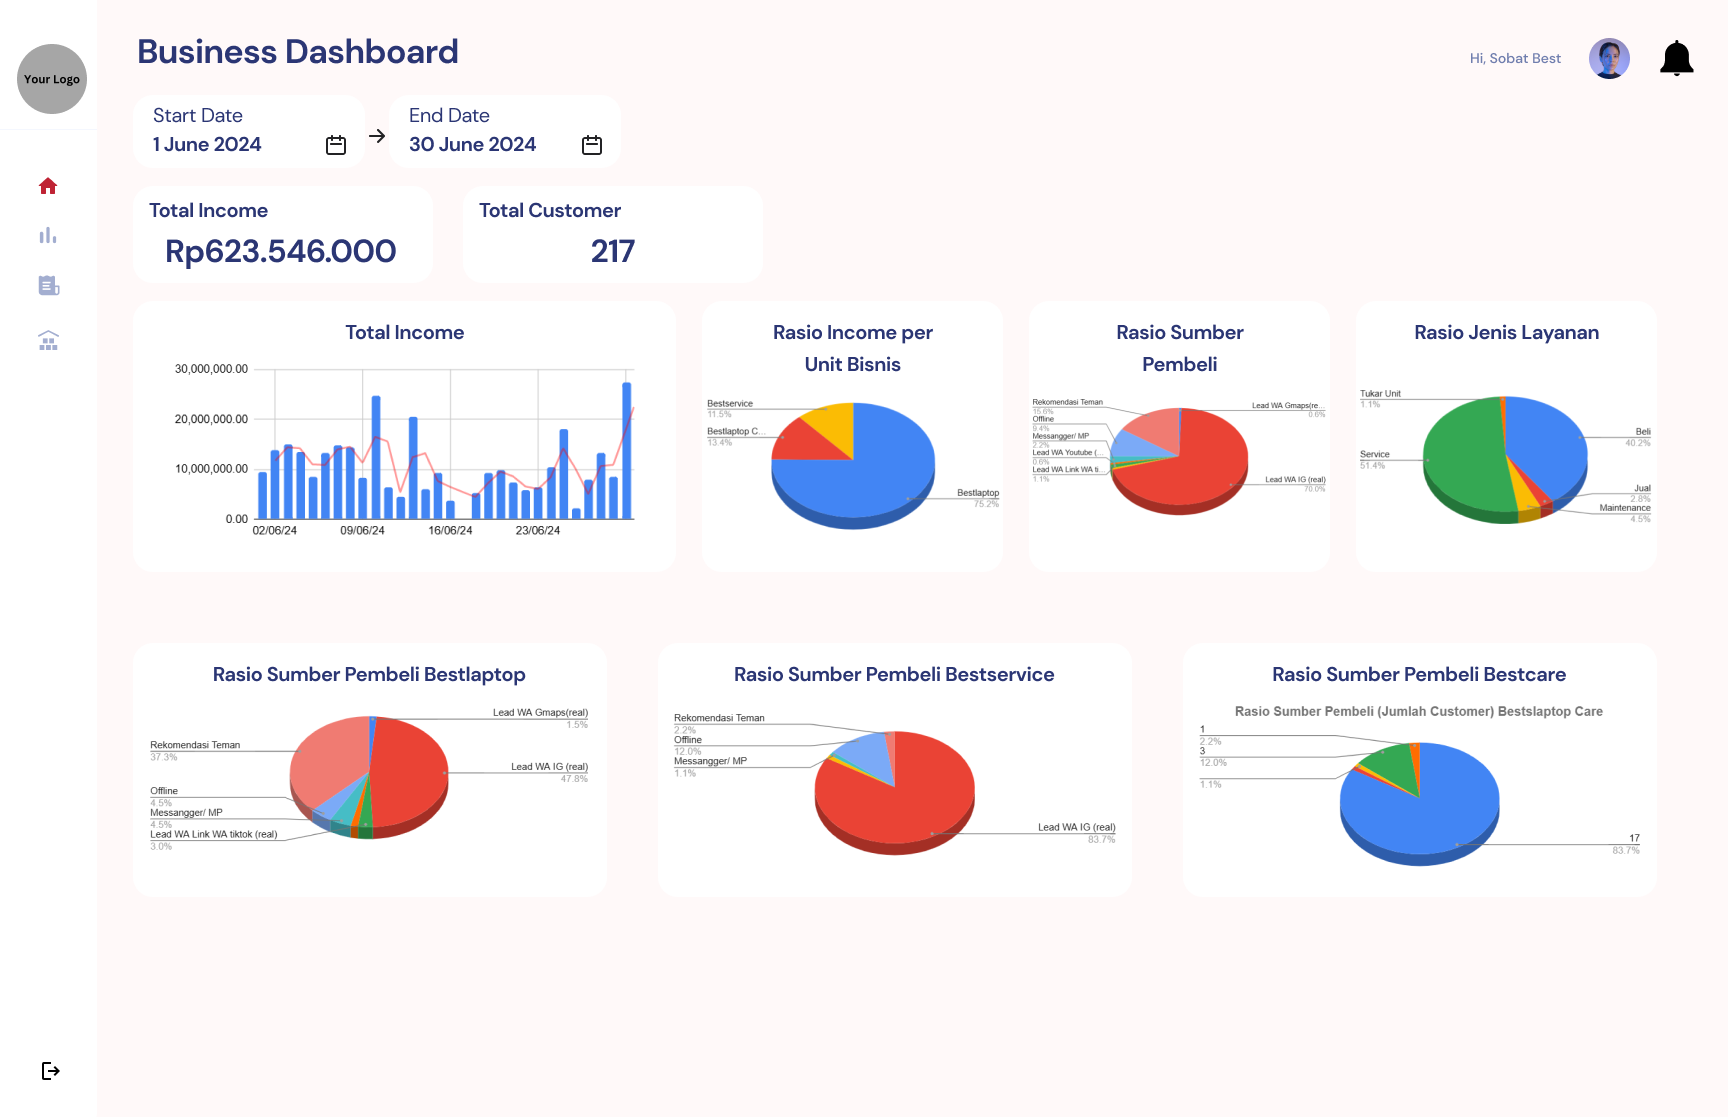 Your Logo
Business Dashboard
Hi, Sobat Best
Start Date
1 June 2024
End Date
30 June 2024
Total Income
Rp623.546.000
Total Customer
217
Total Income
30,000,000.00
20,000,000.00
10,000,000.00
0.00
02/06/24
09/06/24
16/06/24
23/06/24
Rasio Income per
Unit Bisnis
Bestservice
11.5%
Bestlaptop C...
13.4%
Bestlaptop
75.2%
Rasio Sumber
Pembeli
Rekomendasi Teman
15.6%
Offline
9.4%
Messangger/ MP
2.2%
Lead WA Youtube (...
0.6%
Lead WA Link WA ti...
1.1%
Lead WA Gmaps(re...
0.6%
Lead WA IG (real)
70.0%
Rasio Jenis Layanan
Tukar Unit
1.1%
Service
51.4%
Beli
40.2%
Jual
2.8%
Maintenance
4.5%
Rasio Sumber Pembeli Bestlaptop
Rekomendasi Teman
37.3%
Offline
4.5%
Messangger/ MP
4.5%
Lead WA Link WA tiktok (real)
3.0%
Lead WA Gmaps(real)
1.5%
Lead WA IG (real)
47.8%
Rasio Sumber Pembeli Bestservice
Rekomendasi Teman
2.2%
Offline
12.0%
Messangger/ MP
1.1%
Lead WA IG (real)
83.7%
Rasio Sumber Pembeli Bestcare
Rasio Sumber Pembeli (Jumlah Customer) Bestslaptop Care
1
2.2%
3
12.0%
1.1%
17
83.7%